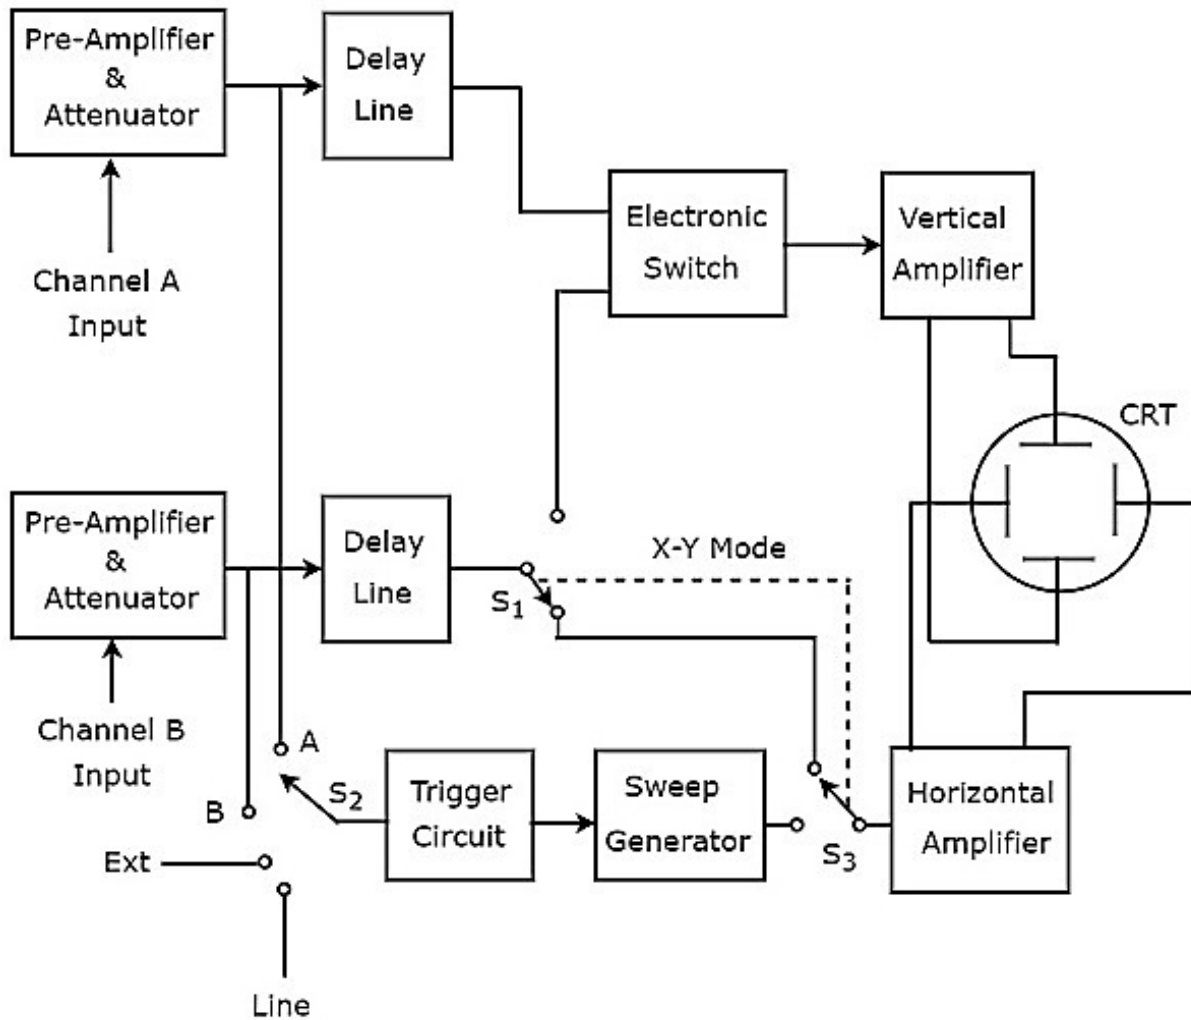 Pre-Amplifier
&
Attenuator
Delay
Line
Channel A
Input
Electronic
Switch
Vertical
Amplifier
CRT
Pre-Amplifier
&
Attenuator
Delay
Line
S1
X-Y Mode
Channel B
Input
A
B
S2
Ext
Line
Trigger
Circuit
Sweep
Generator
S3
Horizontal
Amplifier